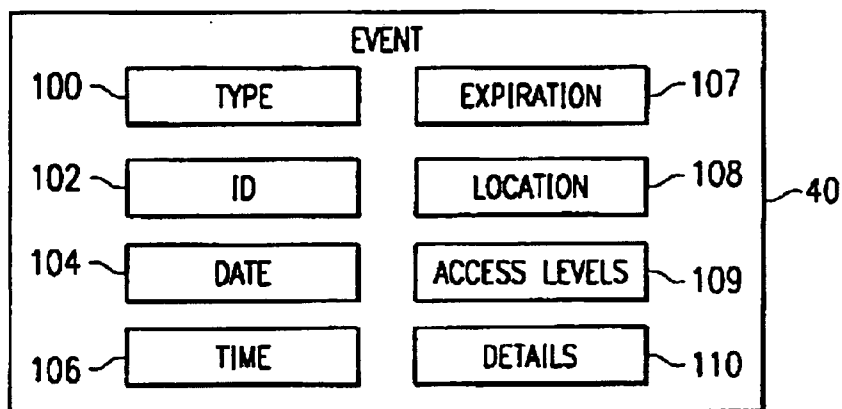 EVENT
100 TYPE EXPIRATION 107
102 ID LOCATION 108
40
104 DATE ACCESS LEVELS 109
106 TIME DETAILS 110